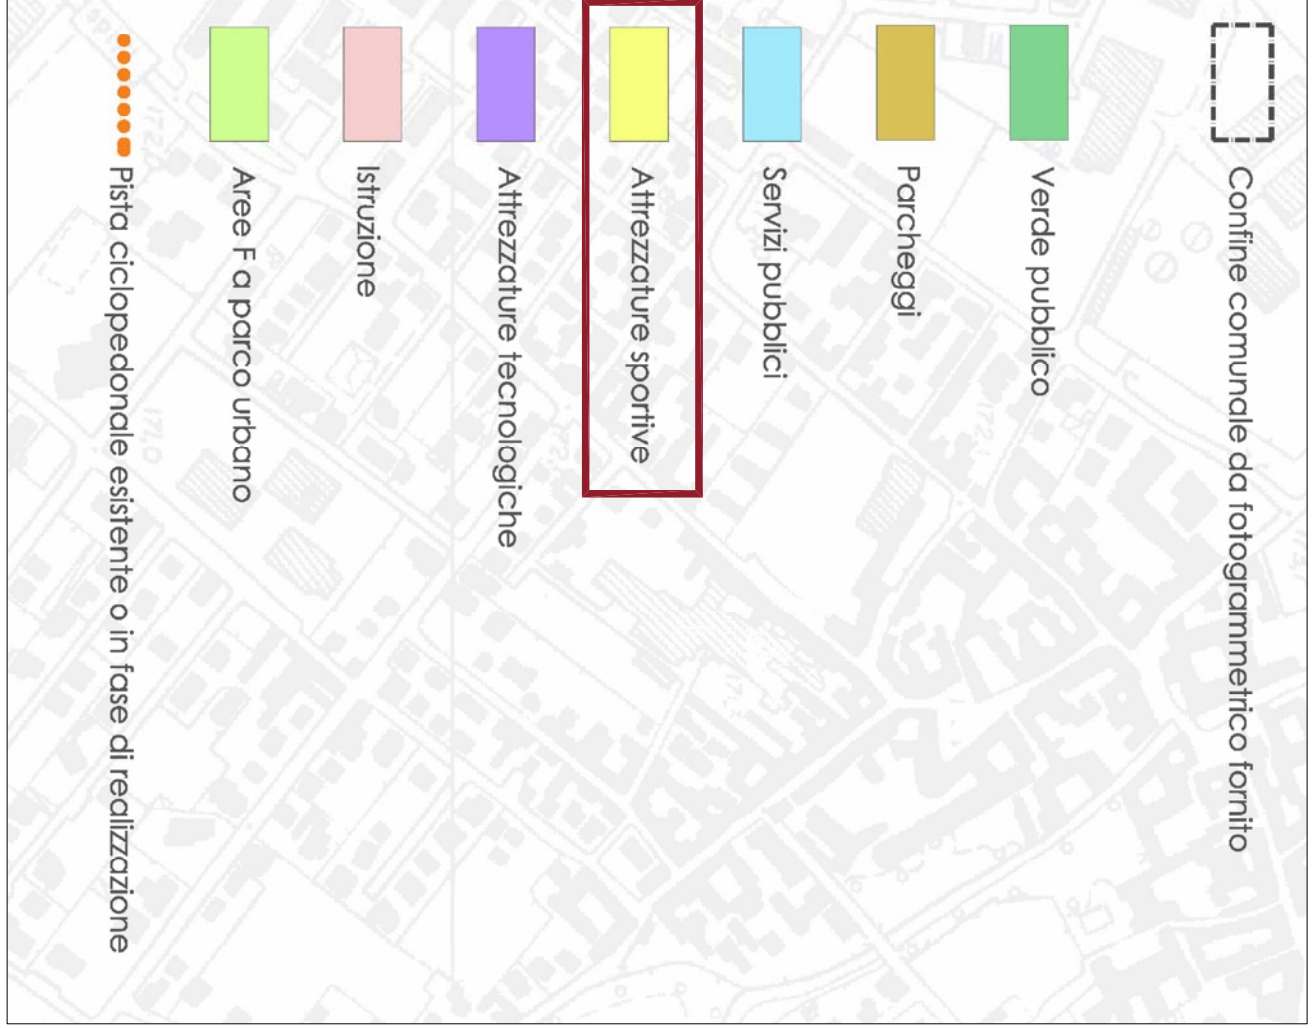 Confine comunale da fotogrammetrico fornito
Verde pubblico
Parcheggi
Servizi pubblici
Attrezzature sportive
Attrezzature tecnologiche
Istruzione
Aree F a parco urbano
Pista ciclopedonale esistente o in fase di realizzazione